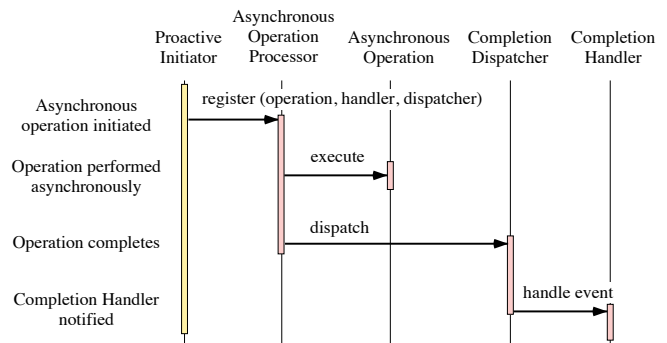 Proactive
Initiator
Asynchronous
Operation
Processor
Asynchronous
Operation
Completion
Dispatcher
Completion
Handler
Asynchronous
operation initiated
register (operation, handler, dispatcher)
Operation performed
asynchronously
execute
Operation completes
dispatch
Completion Handler
notified
handle event